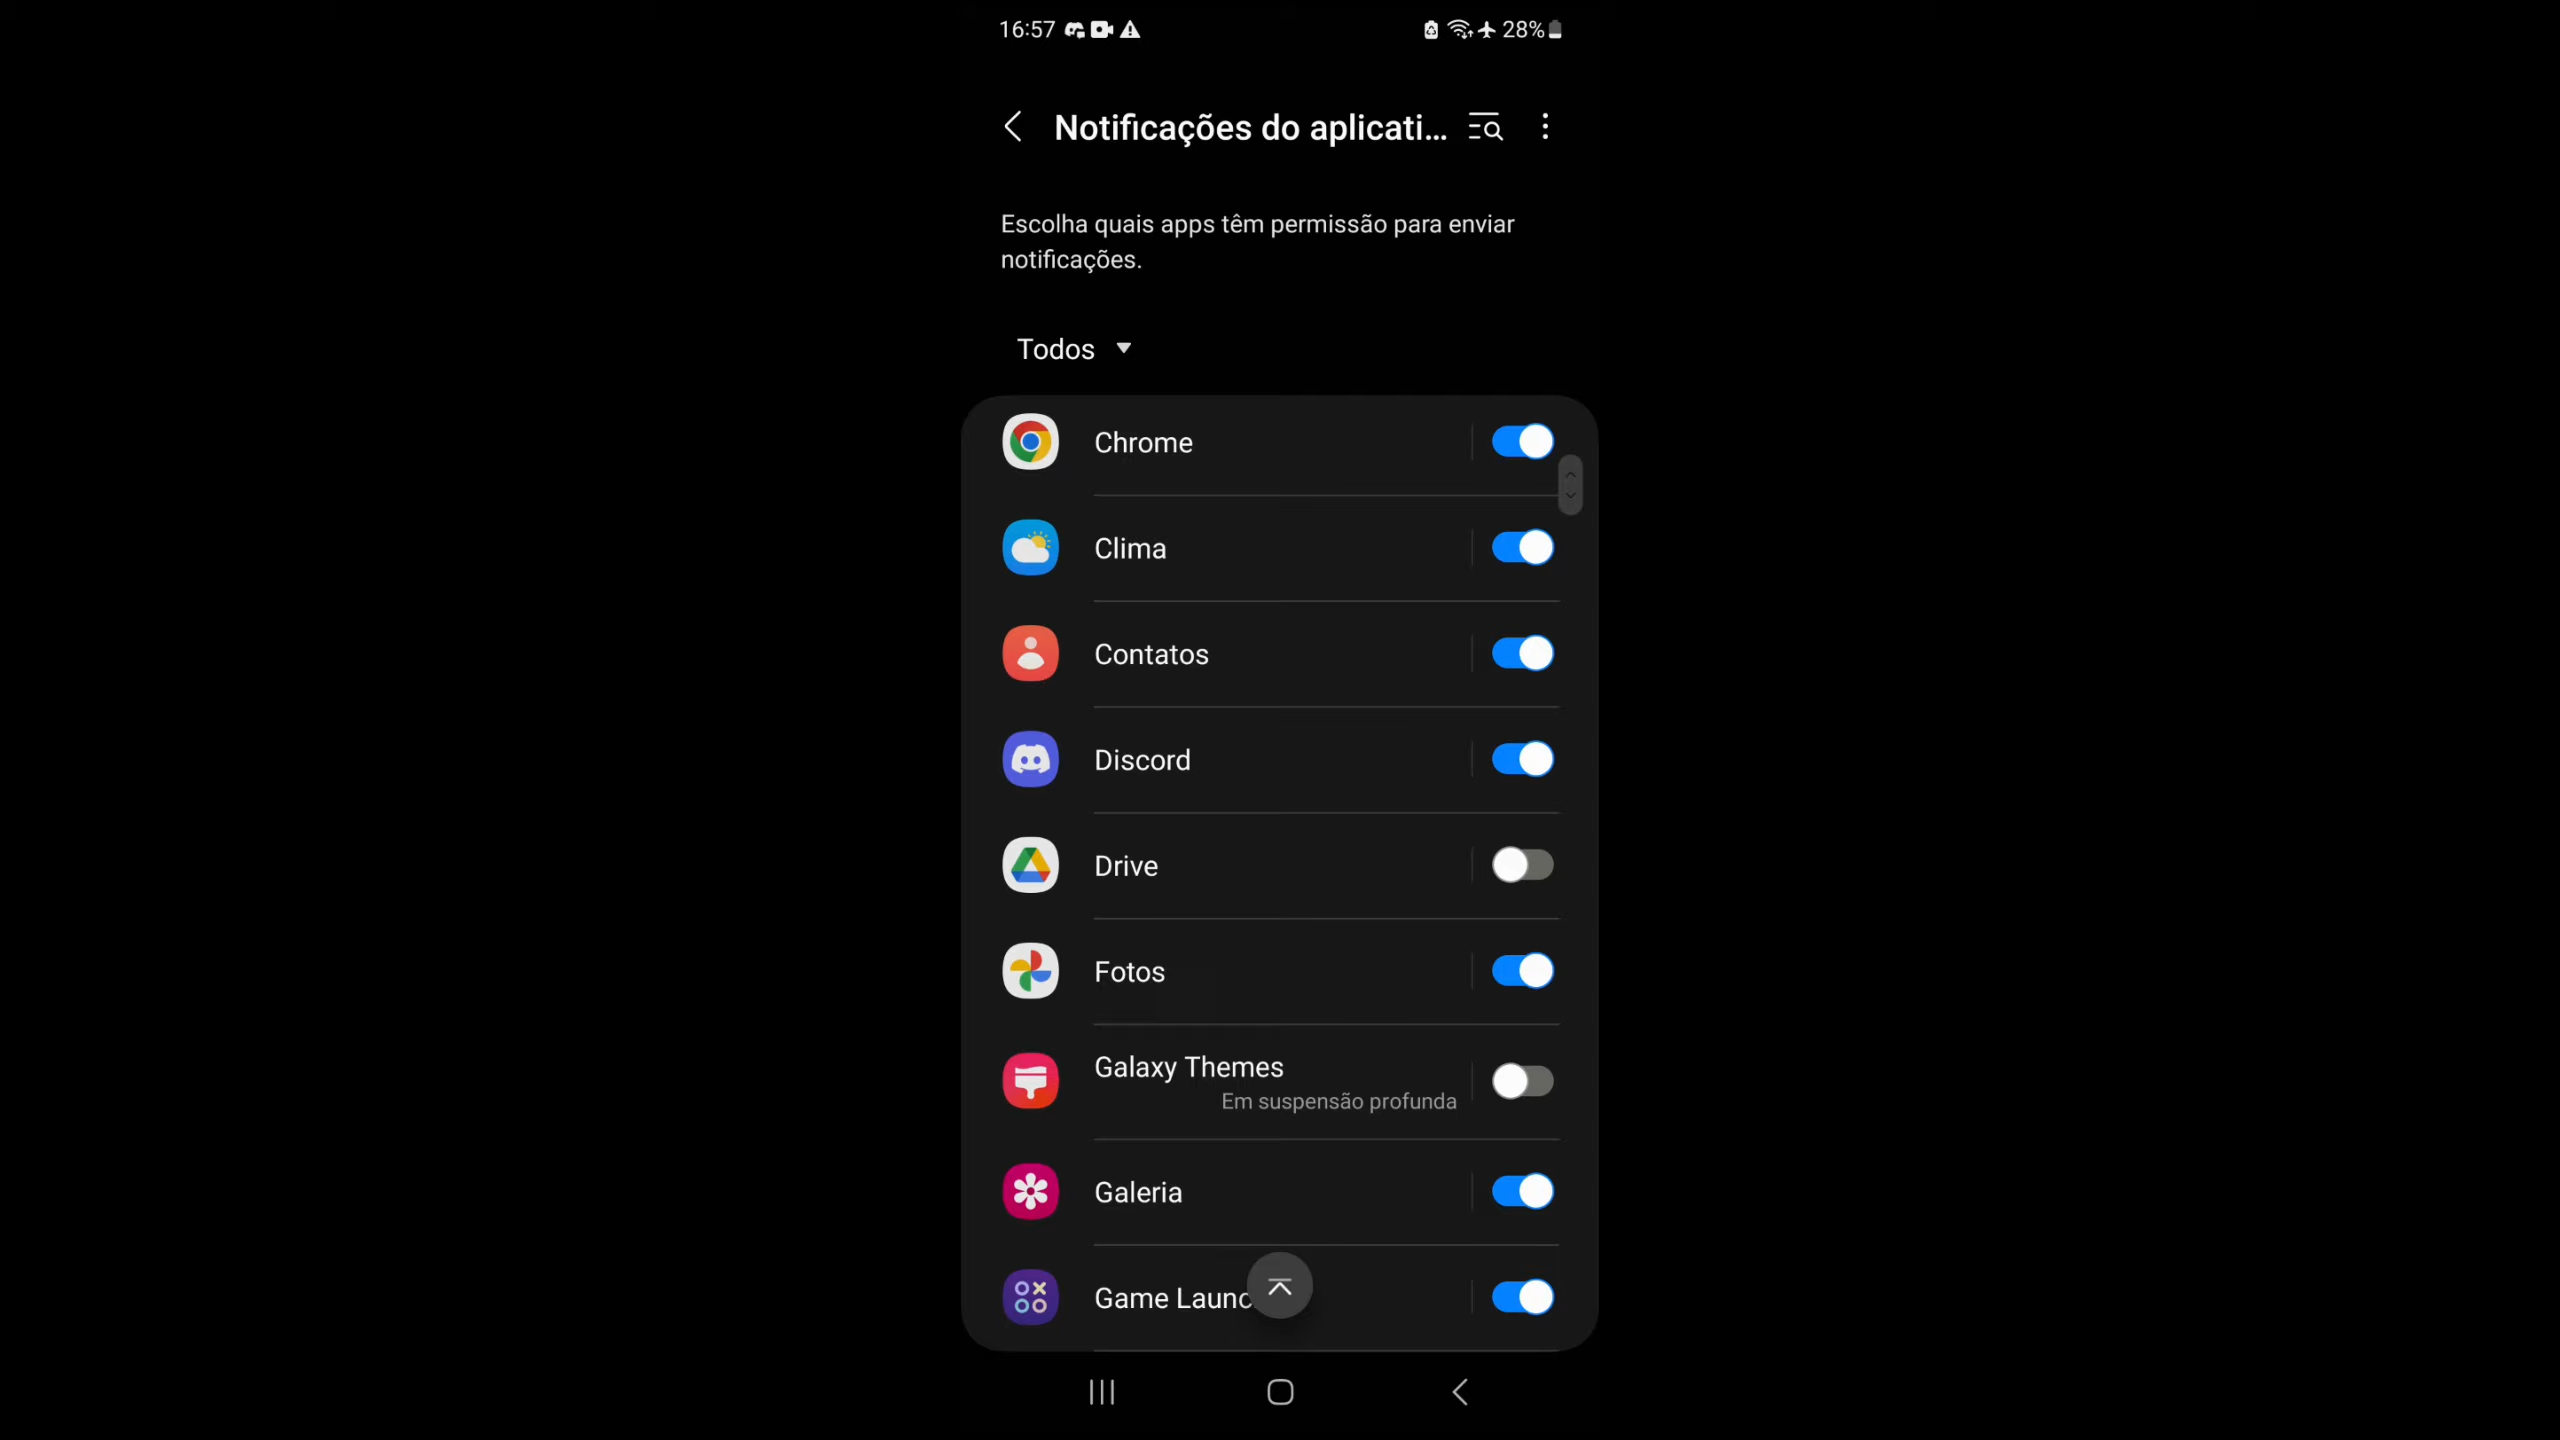 16:57
28%
Notificações do aplicati...
Escolha quais apps têm permissão para enviar
notificações.
Todos
Chrome
Clima
Contatos
Discord
Drive
Fotos
Galaxy Themes
Em suspensão profunda
Galeria
Game Launc